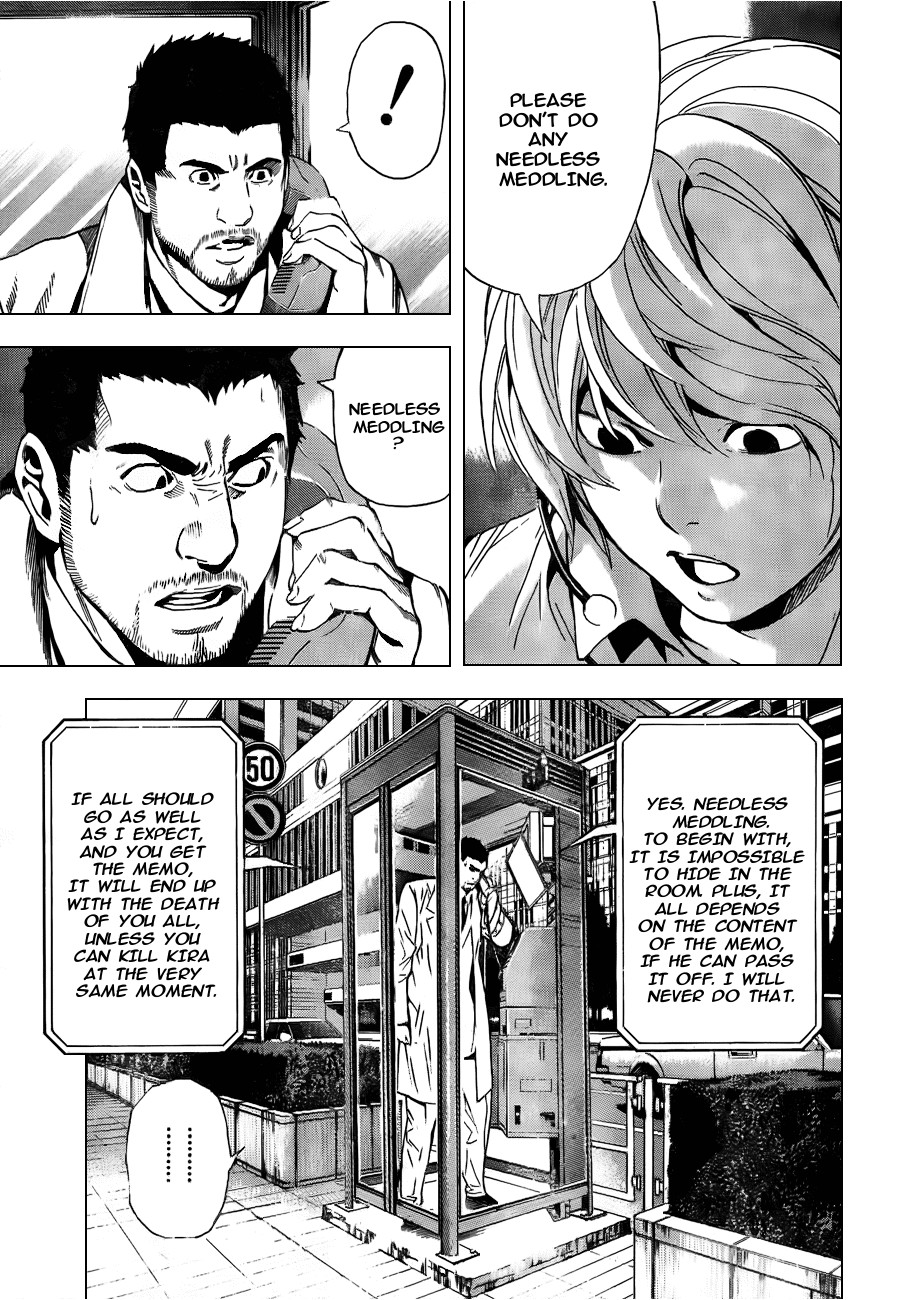 PLEASE
DON'T DO
ANY
NEEDLESS
MEDDLING.
!
NEEDLESS
MEDDLING
?
YES. NEEDLESS
MEDDLING.
TO BEGIN WITH,
IT IS IMPOSSIBLE
TO HIDE IN THE
ROOM. PLUS, IT
ALL DEPENDS
ON THE CONTENT
OF THE MEMO,
IF HE CAN PASS
IT OFF. I WILL
NEVER DO THAT.
50
IF ALL SHOULD
GO AS WELL
AS I EXPECT,
AND YOU GET
THE MEMO,
IT WILL END UP
WITH THE DEATH
OF YOU ALL,
UNLESS YOU
CAN KILL KIRA
AT THE VERY
SAME MOMENT.